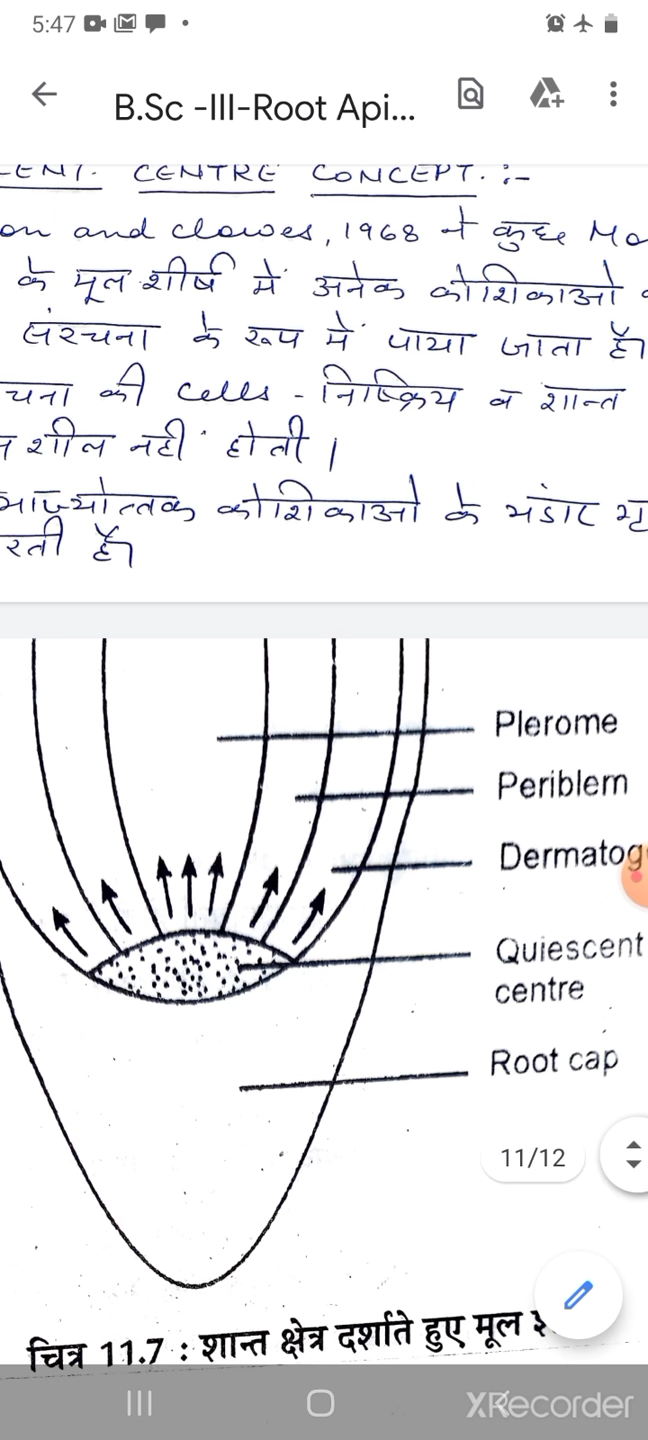 5:47
B.Sc -III-Root Api...
CENTRE CONCEPT. :-
on and clowes, 1968 ने कुछ Mo
के मूल शीर्ष में अनेक कोशिकाओं
संरचना के रूप में पाया जाता है।
चना की cells - निष्क्रिय व शान्त
शील नहीं होती।
कोशिकाओं के भंडार
रती है।
Plerome
Periblem
Dermatog
Quiescent
centre
Root cap
11/12
चित्र 11.7 : शान्त क्षेत्र दर्शाते हुए मूल
XRecorder